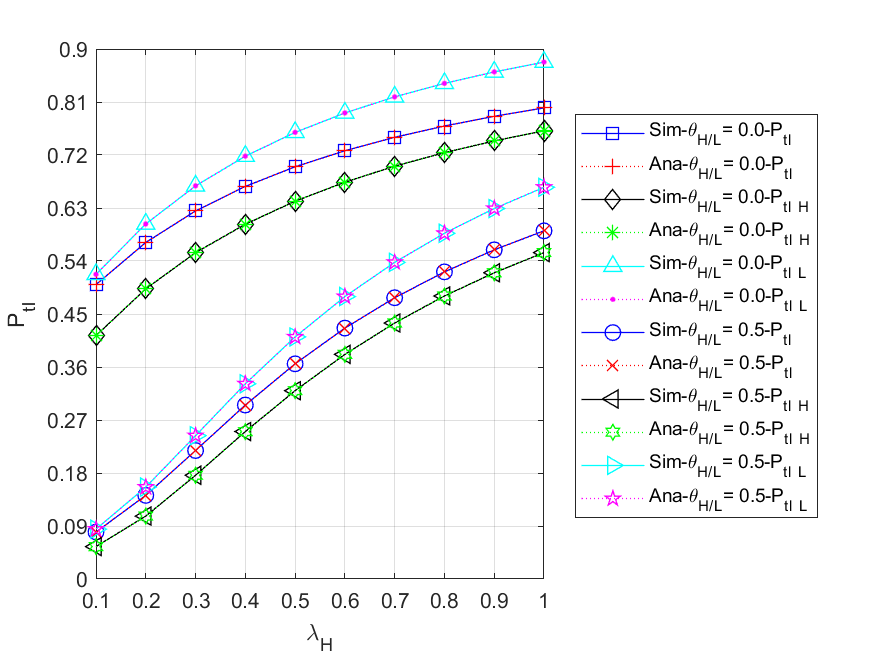 0.9
0.81
0.72
0.63
0.54
0.45
0.36
0.27
0.18
0.09
0
P_tl
0.1 0.2 0.3 0.4 0.5 0.6 0.7 0.8 0.9 1
λ_H
Sim-θ_H/L = 0.0-P_tl
Ana-θ_H/L = 0.0-P_tl
Sim-θ_H/L = 0.0-P_tl H
Ana-θ_H/L = 0.0-P_tl H
Sim-θ_H/L = 0.0-P_tl L
Ana-θ_H/L = 0.0-P_tl L
Sim-θ_H/L = 0.5-P_tl
Ana-θ_H/L = 0.5-P_tl
Sim-θ_H/L = 0.5-P_tl H
Ana-θ_H/L = 0.5-P_tl H
Sim-θ_H/L = 0.5-P_tl L
Ana-θ_H/L = 0.5-P_tl L